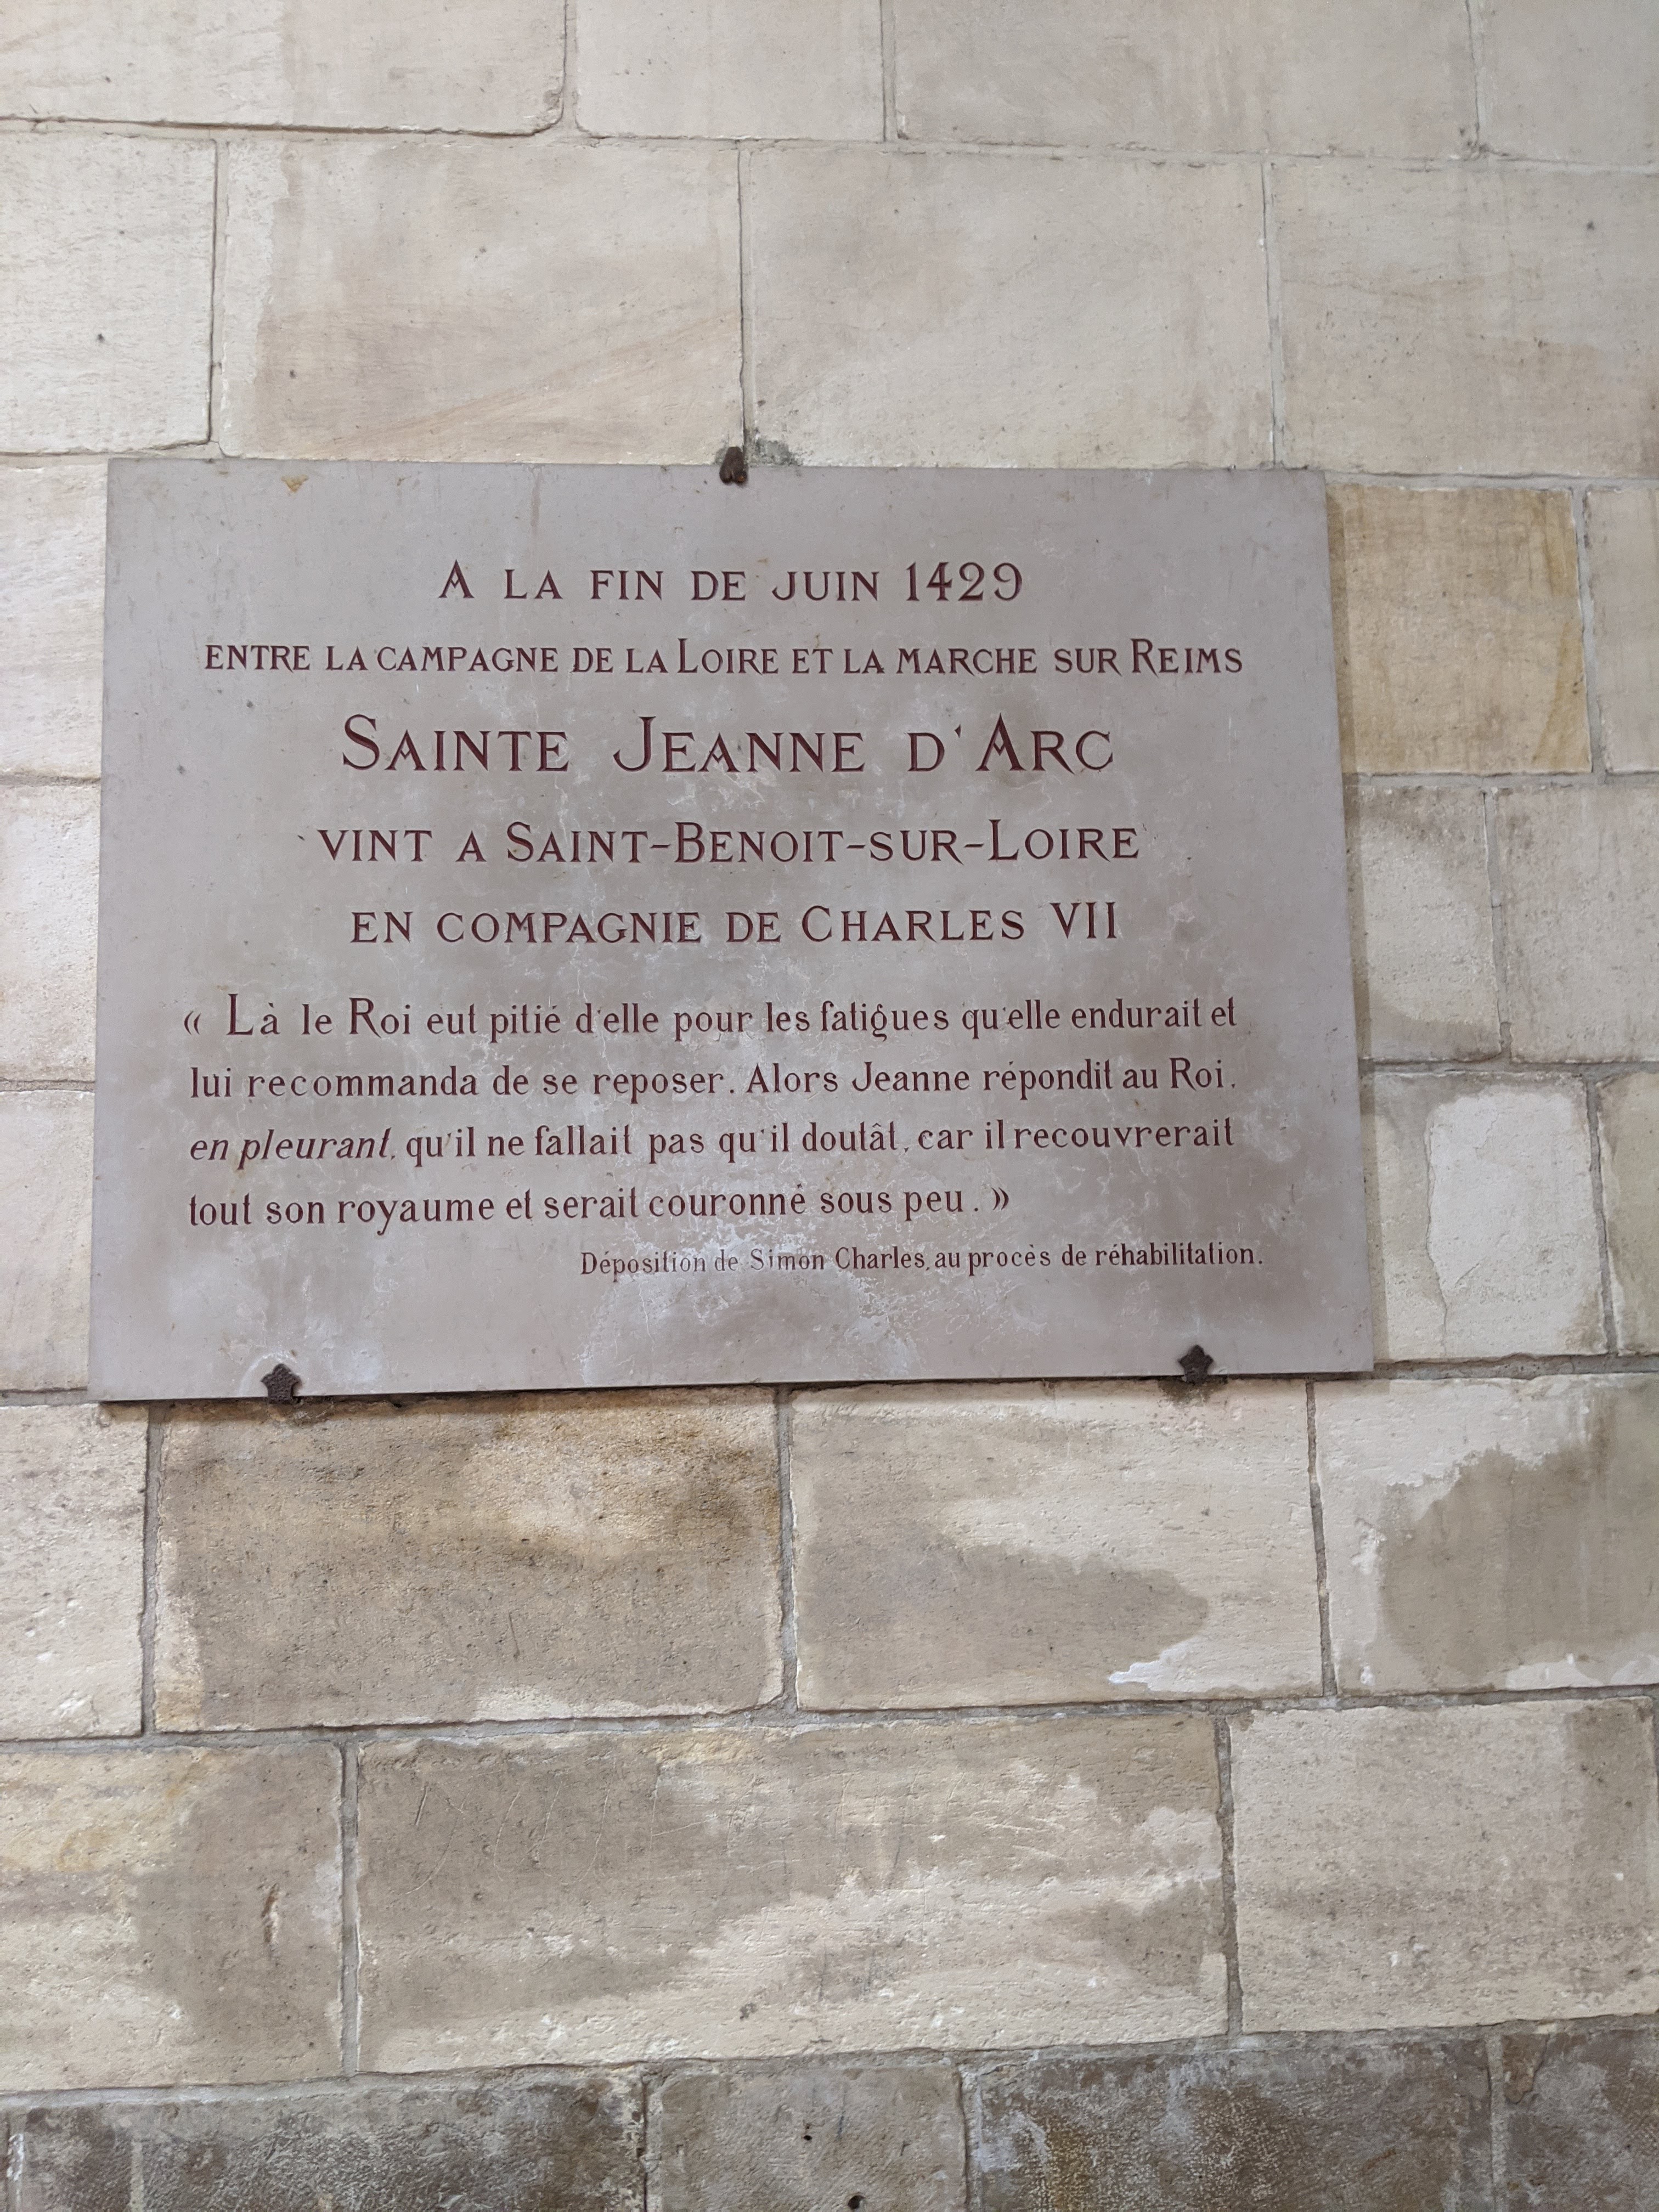 A LA FIN DE JUIN 1429
ENTRE LA CAMPAGNE DE LA LOIRE ET LA MARCHE SUR REIMS
SAINTE JEANNE D'ARC
VINT A SAINT-BENOIT-SUR-LOIRE
EN COMPAGNIE DE CHARLES VII
« Là le Roi eut pitié d'elle pour les fatigues qu'elle endurait et
lui recommanda de se reposer. Alors Jeanne répondit au Roi,
en pleurant, qu'il ne fallait pas qu'il doutât, car il recouvrerait
tout son royaume et serait couronné sous peu. »
Déposition de Simon Charles, au procès de réhabilitation.